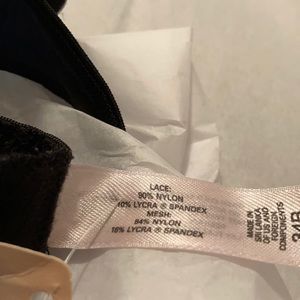 LACE:
90% NYLON
10% LYCRA ® SPANDEX
MESH:
84% NYLON
16% LYCRA ® SPANDEX
MADE IN
SRI LANKA
OF US AND
FOREIGN
COMPONENTS
34B